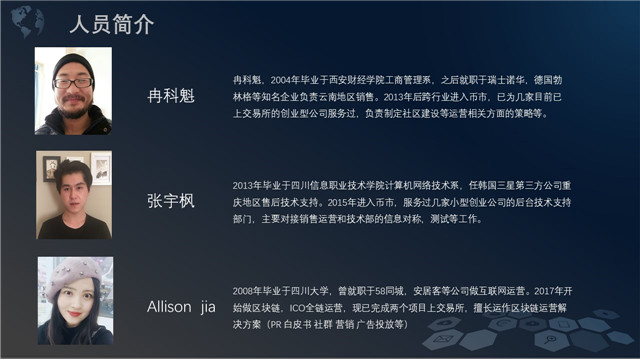 人员简介
冉科魁
冉科魁，2004年毕业于西安财经学院工商管理系，之后就职于瑞士诺华，德国勃
林格等知名企业负责云南地区销售。2013年后跨行业进入币市，已为几家目前已
上交易所的创业型公司服务过，负责制定社区建设等运营相关方面的策略等。
张宇枫
2013年毕业于四川信息职业技术学院计算机网络技术系，任韩国三星第三方公司重
庆地区售后技术支持。2015年进入币市，服务过几家小型创业公司的后台技术支持
部门，主要对接销售运营和技术部的信息对称，测试等工作。
Allison jia
2008年毕业于四川大学，曾就职于58同城，安居客等公司做互联网运营。2017年开
始做区块链，ICO全链运营，现已完成两个项目上交易所，擅长运作区块链运营解
决方案（PR 白皮书 社群 营销 广告投放等）